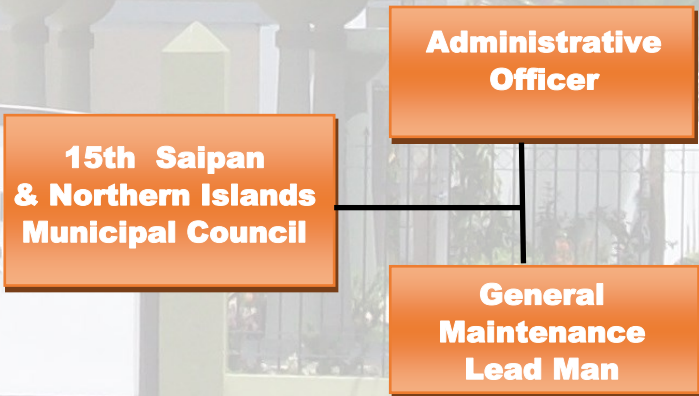 Administrative
Officer
15th Saipan
& Northern Islands
Municipal Council
General
Maintenance
Lead Man